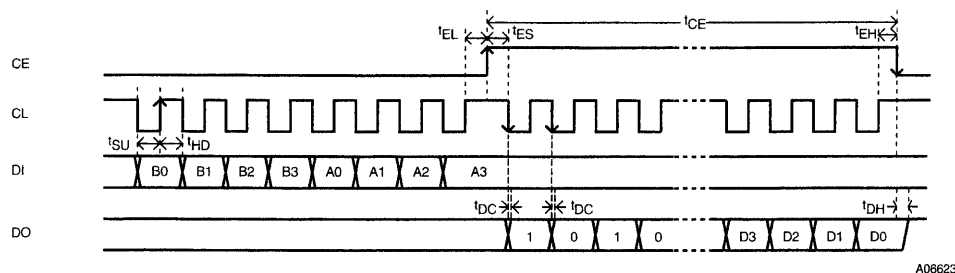 tCE
tEL tES tEH
CE
CL
tSU tHD
DI B0 B1 B2 B3 A0 A1 A2 A3
tDC tDC tDH
DO 1 0 1 0 D3 D2 D1 D0
A06623